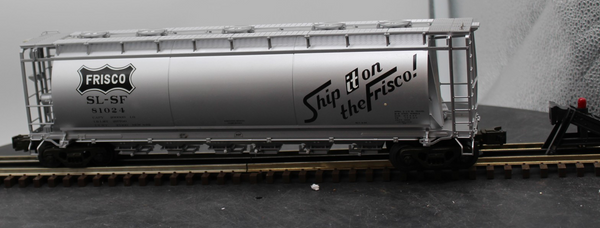 FRISCO
SL-SF
81024
Ship it on
the Frisco!